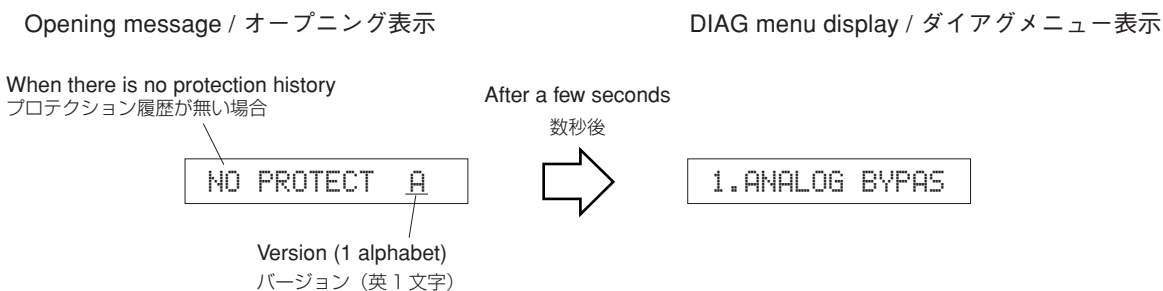 Opening message / オープニング表示
DIAG menu display / ダイアグメニュー表示
When there is no protection history
プロテクション履歴が無い場合
After a few seconds
数秒後
NO PROTECT A
1.ANALOG BYPAS
Version (1 alphabet)
バージョン（英 1 文字）